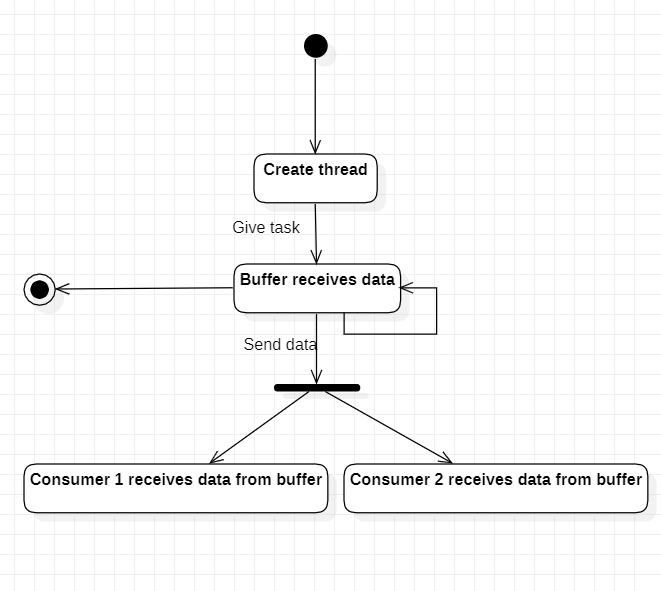 Create thread
Give task
Buffer receives data
Send data
Consumer 1 receives data from buffer
Consumer 2 receives data from buffer